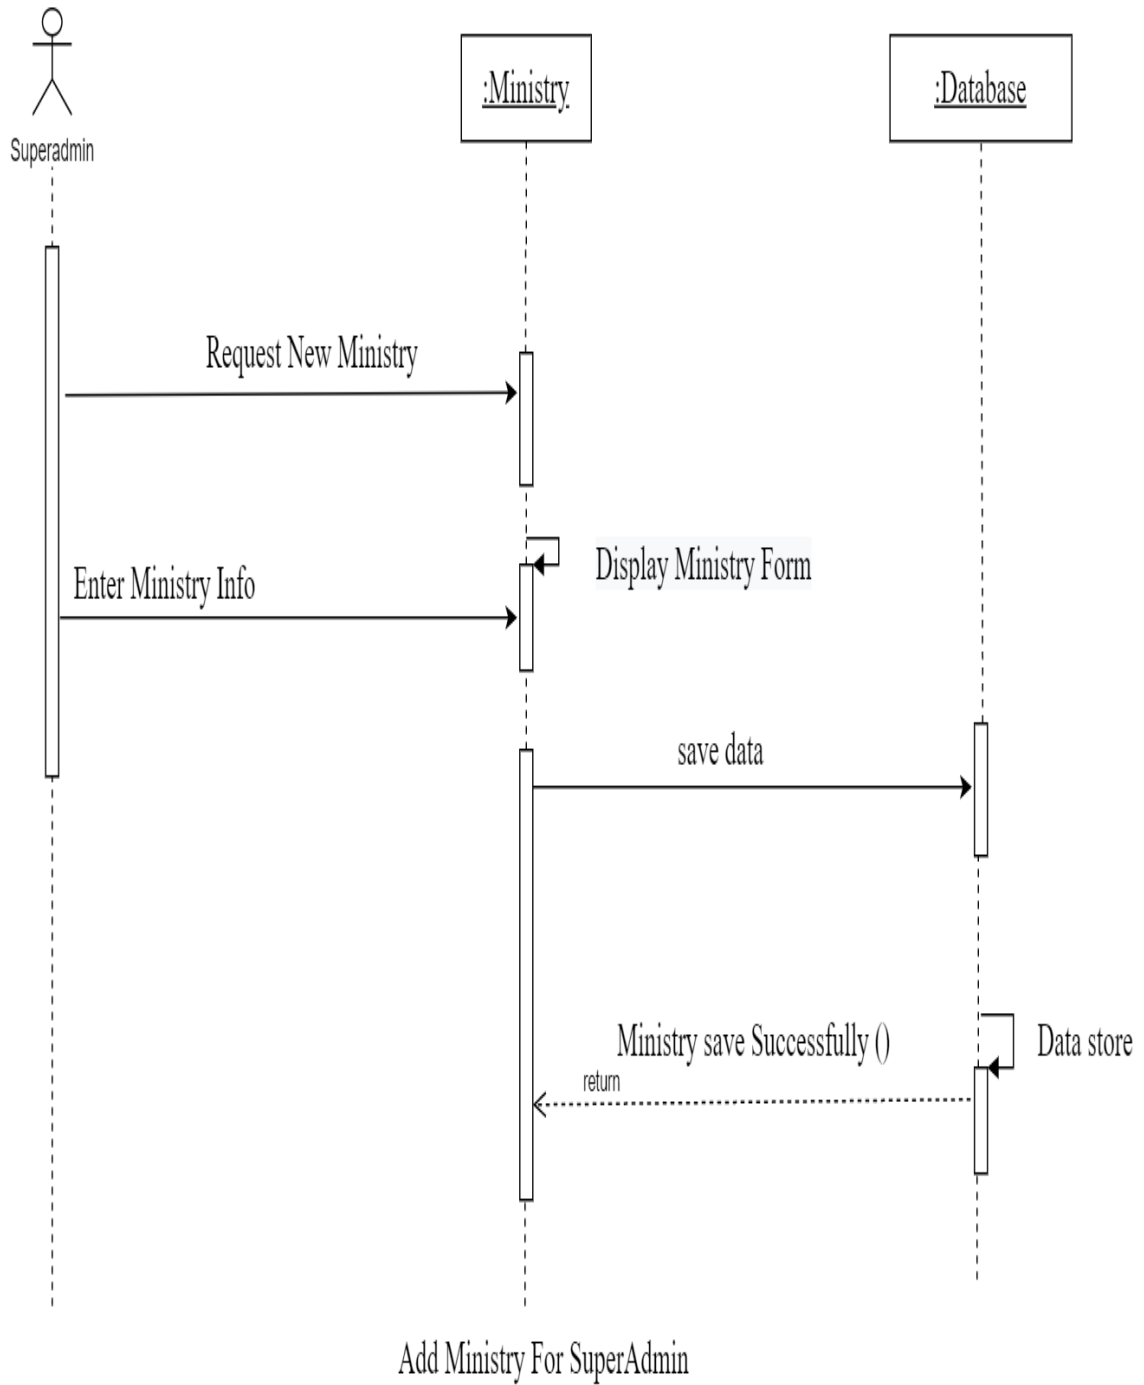 Superadmin
:Ministry
:Database
Request New Ministry
Display Ministry Form
Enter Ministry Info
save data
Ministry save Successfully ()
Data store
return
Add Ministry For SuperAdmin